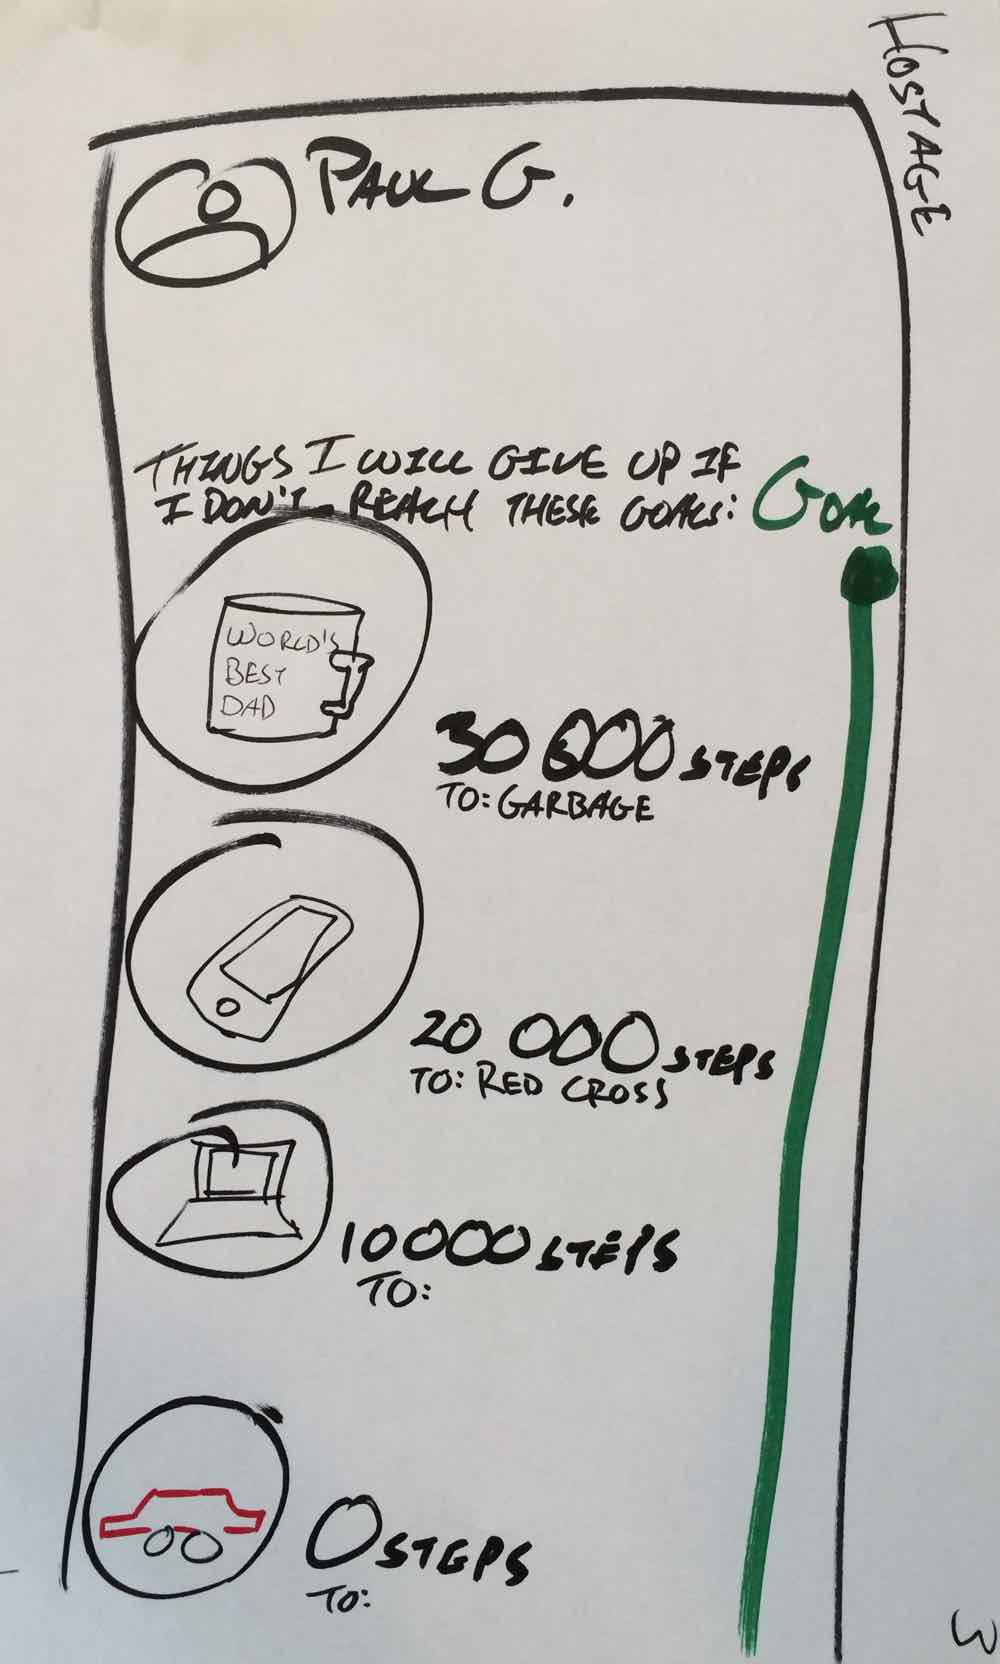 HOSTAGE
PAUL G.
THINGS I WILL GIVE UP IF
I DON'T REACH THESE GOALS:
GOAL
WORLD'S
BEST
DAD
30 000 STEPS
TO: GARBAGE
20 000 STEPS
TO: RED CROSS
10000 STEPS
TO:
0 STEPS
TO: